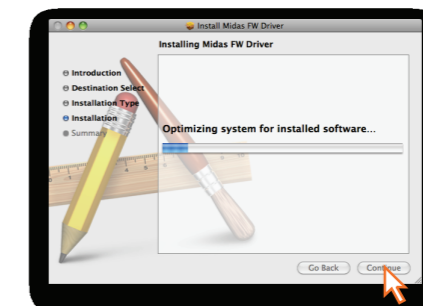 Install Midas FW Driver
Installing Midas FW Driver
Introduction
Destination Select
Installation Type
Installation
Summary
Optimizing system for installed software...
Go Back
Continue